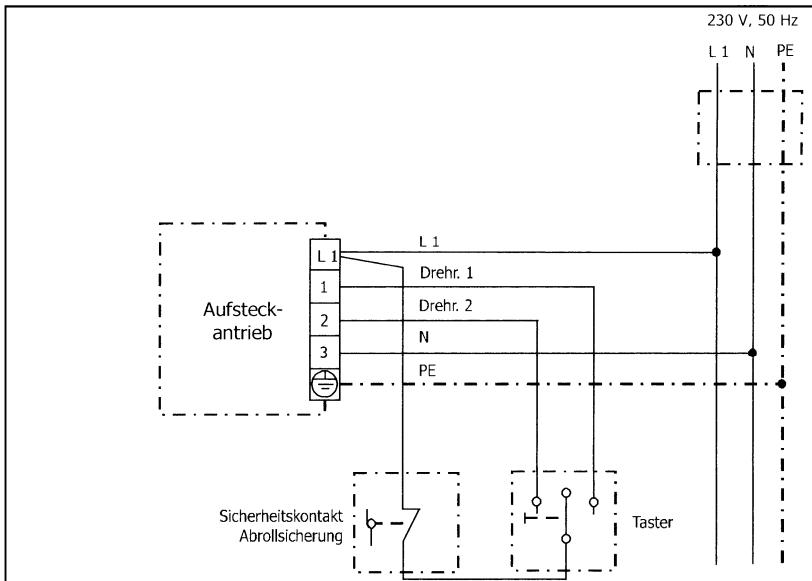 230 V, 50 Hz
L 1 N PE
L 1
L 1
Drehr. 1
1
Drehr. 2
2
Aufsteck-
antrieb
N
3
PE
Sicherheitskontakt
Abrollsicherung
Taster